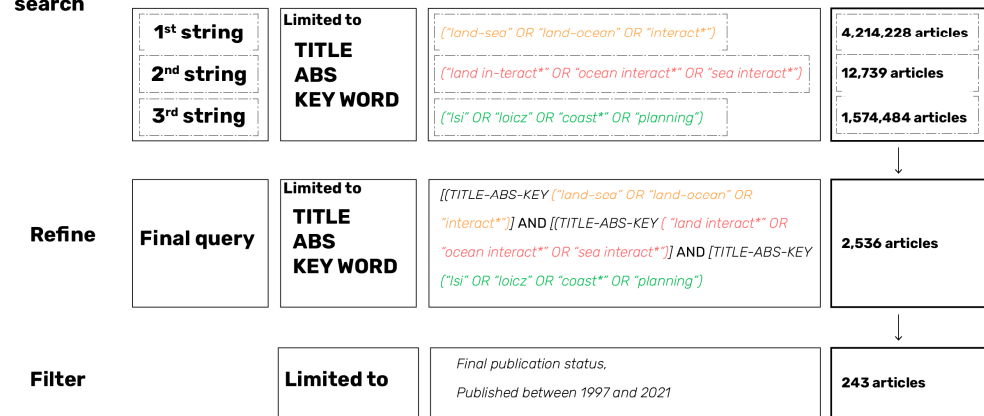 search
1st string
2nd string
3rd string
Limited to
TITLE
ABS
KEY WORD
("land-sea" OR "land-ocean" OR "interact*")
("land in-teract*" OR "ocean interact*" OR "sea interact*")
("lsi" OR "loicz" OR "coast*" OR "planning")
4,214,228 articles
12,739 articles
1,574,484 articles
Refine
Final query
Limited to
TITLE
ABS
KEY WORD
[(TITLE-ABS-KEY ("land-sea" OR "land-ocean" OR
"interact*")] AND [(TITLE-ABS-KEY ( "land interact*" OR
"ocean interact*" OR "sea interact*")] AND [TITLE-ABS-KEY
("lsi" OR "loicz" OR "coast*" OR "planning")
2,536 articles
Filter
Limited to
Final publication status,
Published between 1997 and 2021
243 articles